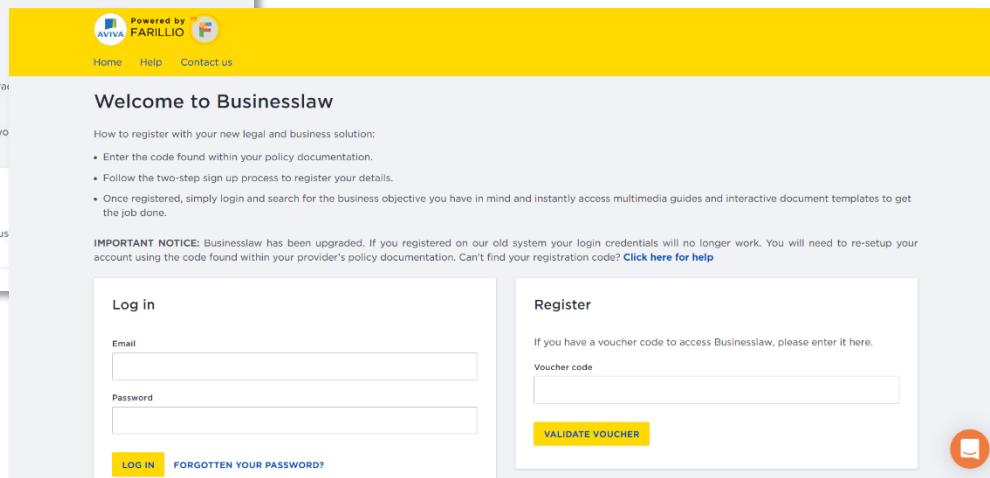 AVIVA
Powered by
FARILLIO
F
Home Help Contact us
Welcome to Businesslaw
How to register with your new legal and business solution:
• Enter the code found within your policy documentation.
• Follow the two-step sign up process to register your details.
• Once registered, simply login and search for the business objective you have in mind and instantly access multimedia guides and interactive document templates to get
the job done.
IMPORTANT NOTICE: Businesslaw has been upgraded. If you registered on our old system your login credentials will no longer work. You will need to re-setup your
account using the code found within your provider's policy documentation. Can't find your registration code? Click here for help
Log in
Email
Password
LOG IN FORGOTTEN YOUR PASSWORD?
Register
If you have a voucher code to access Businesslaw, please enter it here.
Voucher code
VALIDATE VOUCHER